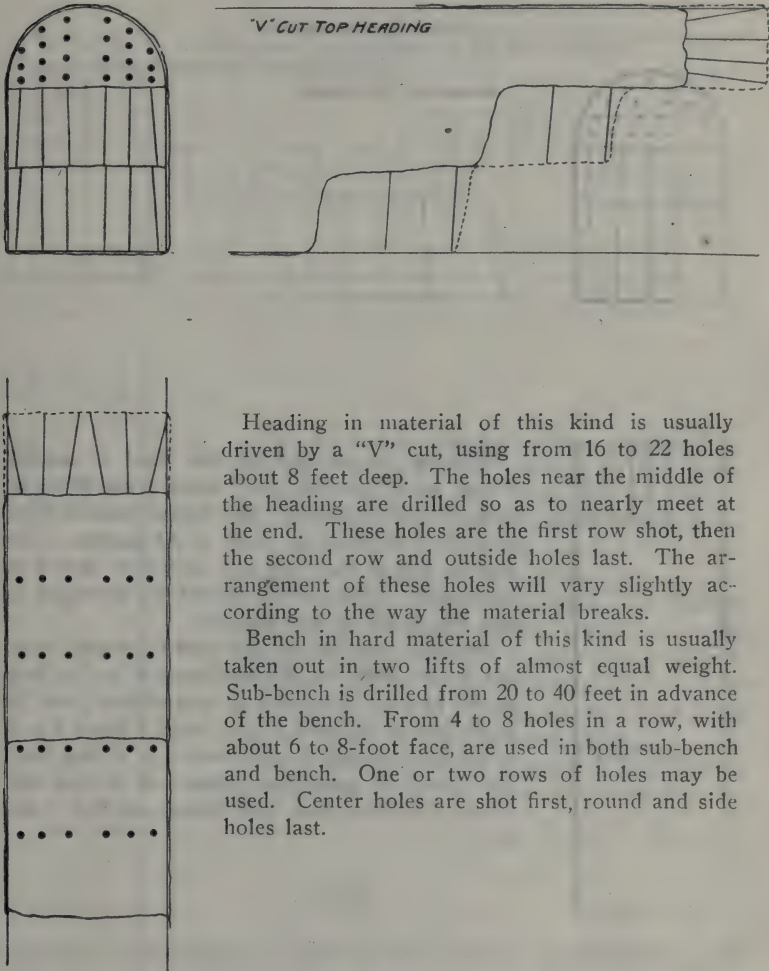 "V" CUT TOP HEADING
Heading in material of this kind is usually
driven by a "V" cut, using from 16 to 22 holes
about 8 feet deep. The holes near the middle of
the heading are drilled so as to nearly meet at
the end. These holes are the first row shot, then
the second row and outside holes last. The ar-
rangement of these holes will vary slightly ac-
cording to the way the material breaks.
Bench in hard material of this kind is usually
taken out in two lifts of almost equal weight.
Sub-bench is drilled from 20 to 40 feet in advance
of the bench. From 4 to 8 holes in a row, with
about 6 to 8-foot face, are used in both sub-bench
and bench. One or two rows of holes may be
used. Center holes are shot first, round and side
holes last.